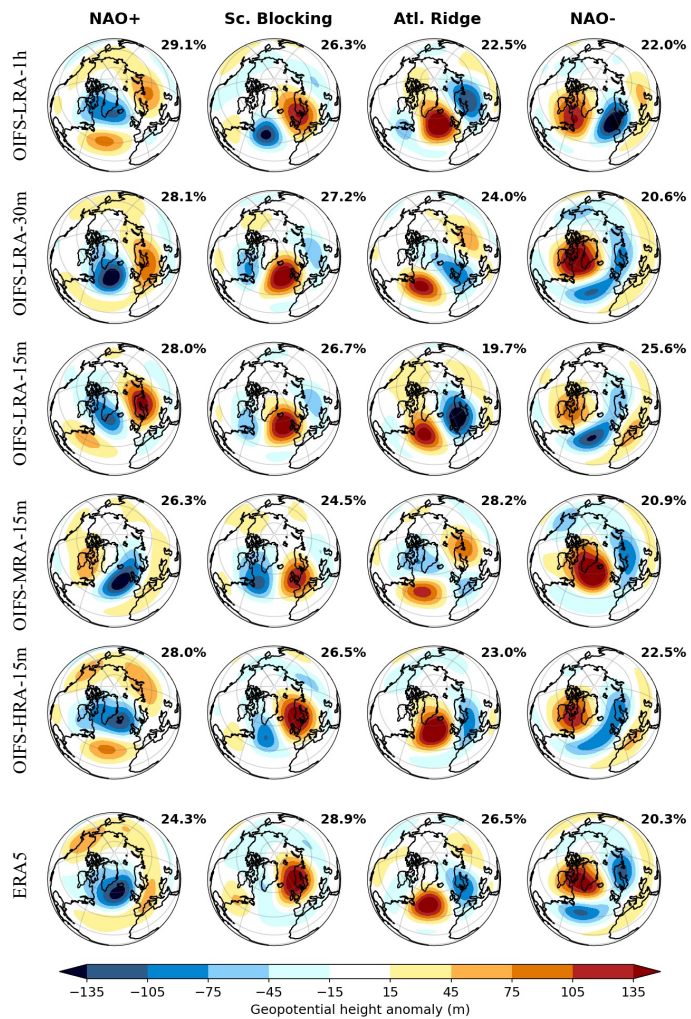 NAO+ Sc. Blocking Atl. Ridge NAO-
OIFS-LRA-1h 29.1% 26.3% 22.5% 22.0%
OIFS-LRA-30m 28.1% 27.2% 24.0% 20.6%
OIFS-LRA-15m 28.0% 26.7% 19.7% 25.6%
OIFS-MRA-15m 26.3% 24.5% 28.2% 20.9%
OIFS-HRA-15m 28.0% 26.5% 23.0% 22.5%
ERA5 24.3% 28.9% 26.5% 20.3%
−135 −105 −75 −45 −15 15 45 75 105 135
Geopotential height anomaly (m)